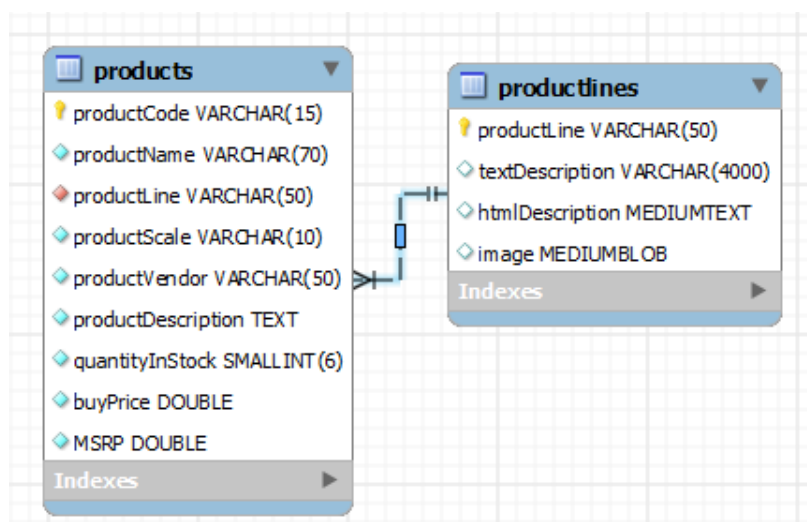 products
productCode VARCHAR(15)
productName VARCHAR(70)
productLine VARCHAR(50)
productScale VARCHAR(10)
productVendor VARCHAR(50)
productDescription TEXT
quantityInStock SMALLINT(6)
buyPrice DOUBLE
MSRP DOUBLE
Indexes
productlines
productLine VARCHAR(50)
textDescription VARCHAR(4000)
htmlDescription MEDIUMTEXT
image MEDIUMBLOB
Indexes